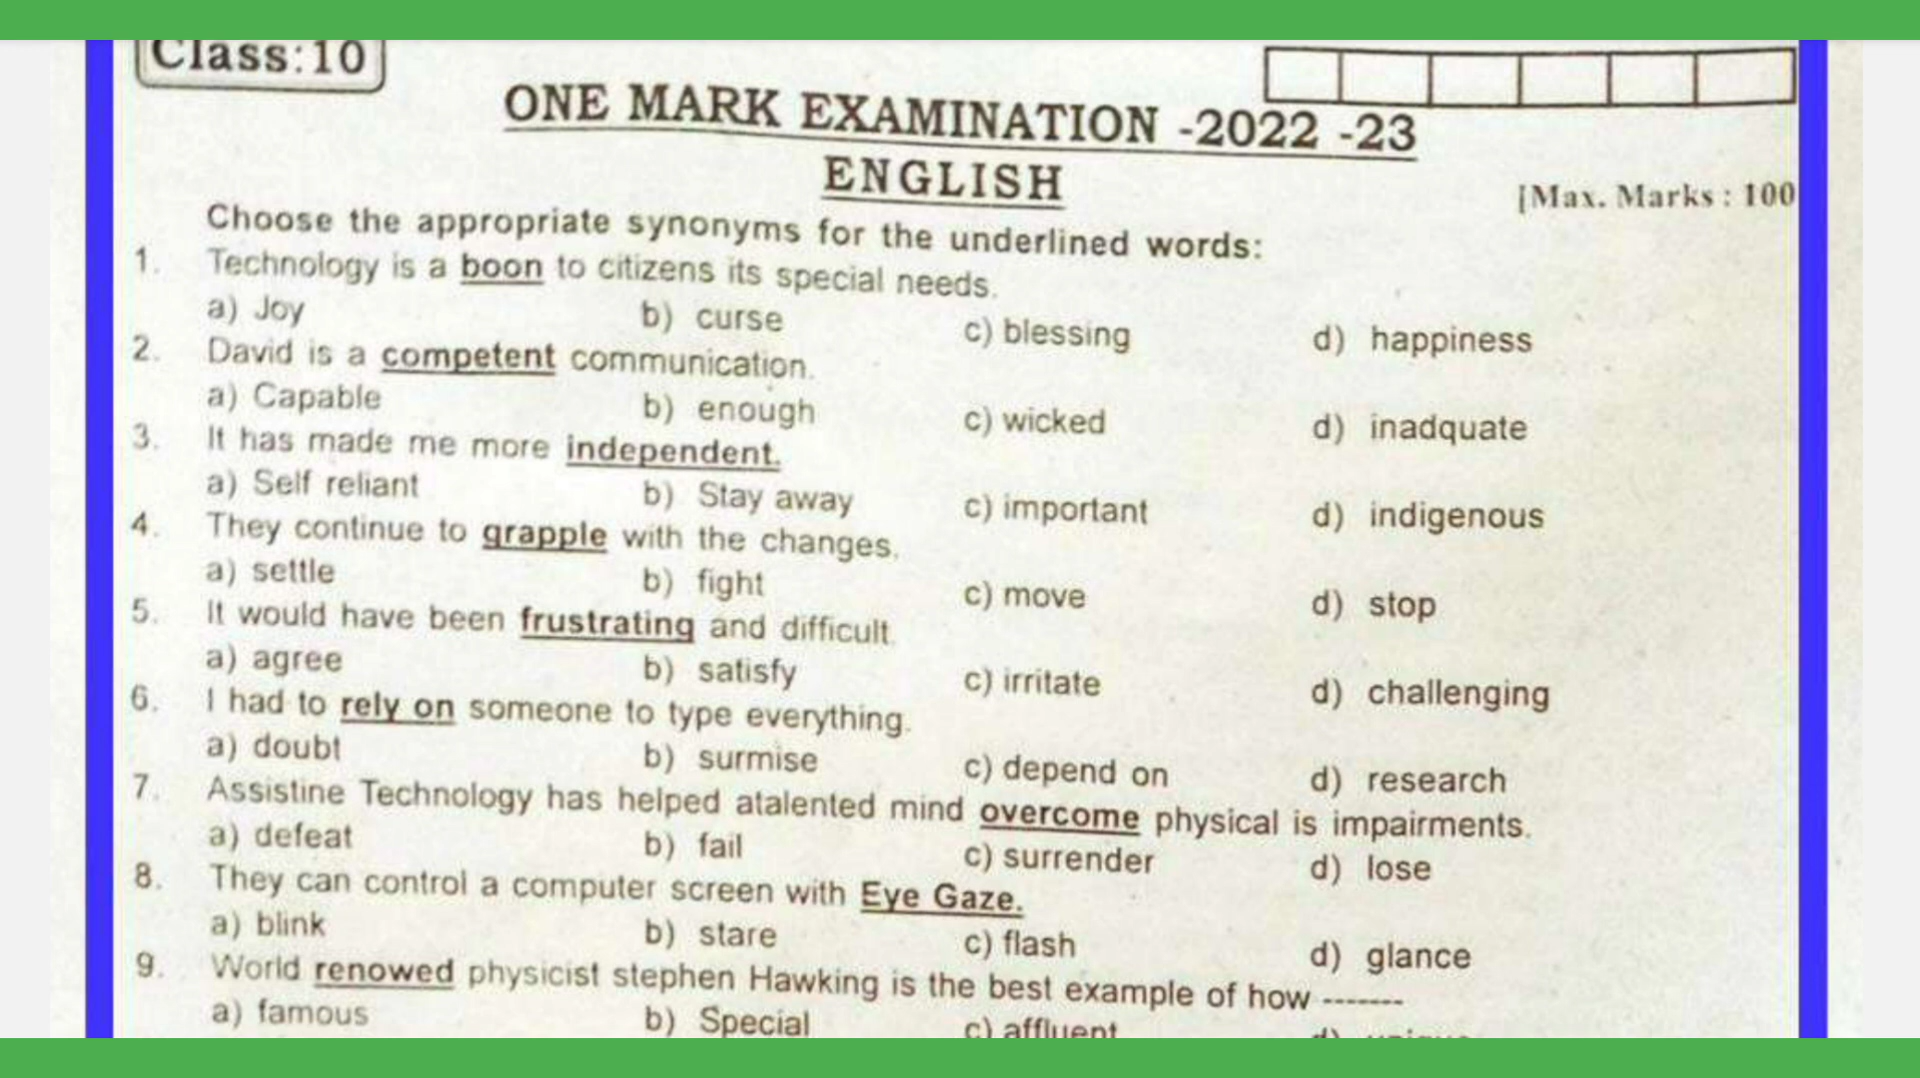 Class:10
ONE MARK EXAMINATION -2022 -23
ENGLISH
[Max. Marks : 100
Choose the appropriate synonyms for the underlined words:
1. Technology is a boon to citizens its special needs.
a) Joy b) curse c) blessing d) happiness
2. David is a competent communication.
a) Capable b) enough c) wicked d) inadquate
3. It has made me more independent.
a) Self reliant b) Stay away c) important d) indigenous
4. They continue to grapple with the changes.
a) settle b) fight c) move d) stop
5. It would have been frustrating and difficult.
a) agree b) satisfy c) irritate d) challenging
6. I had to rely on someone to type everything.
a) doubt b) surmise c) depend on d) research
7. Assistine Technology has helped atalented mind overcome physical is impairments.
a) defeat b) fail c) surrender d) lose
8. They can control a computer screen with Eye Gaze.
a) blink b) stare c) flash d) glance
9. World renowed physicist stephen Hawking is the best example of how -------
a) famous b) Special c) affluent d)